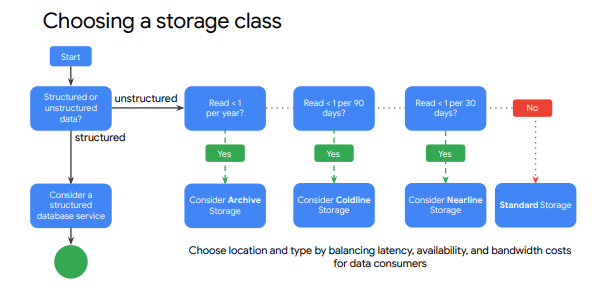 Choosing a storage class
Start
Structured or
unstructured
data?
unstructured
Read < 1
per year?
Read < 1 per 90
days?
Read < 1 per 30
days?
No
structured
Yes
Yes
Yes
Consider a
structured
database service
Consider Archive
Storage
Consider Coldline
Storage
Consider Nearline
Storage
Standard Storage
Choose location and type by balancing latency, availability, and bandwidth costs
for data consumers